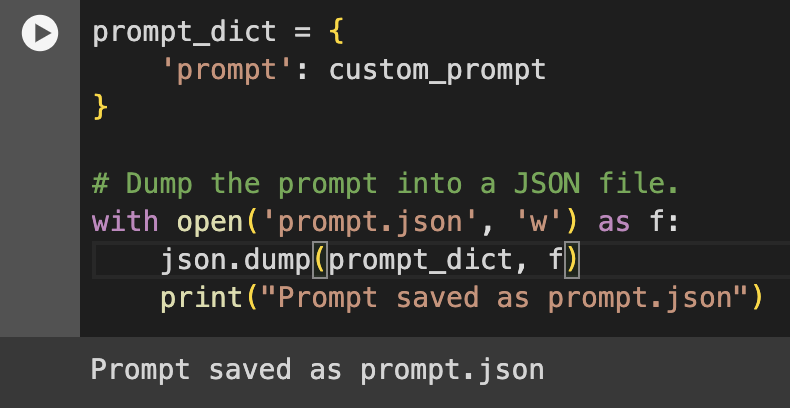 prompt_dict = {
    'prompt': custom_prompt
}

# Dump the prompt into a JSON file.
with open('prompt.json', 'w') as f:
    json.dump(prompt_dict, f)
    print("Prompt saved as prompt.json")
Prompt saved as prompt.json